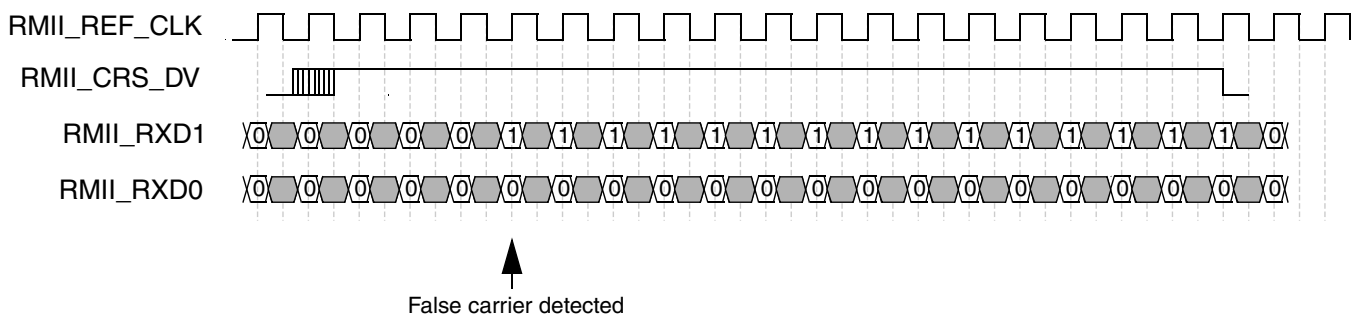 RMII_REF_CLK
RMII_CRS_DV
RMII_RXD1 0 0 0 0 0 1 1 1 1 1 1 1 1 1 1 1 1 1 1 1 0
RMII_RXD0 0 0 0 0 0 0 0 0 0 0 0 0 0 0 0 0 0 0 0 0 0
False carrier detected